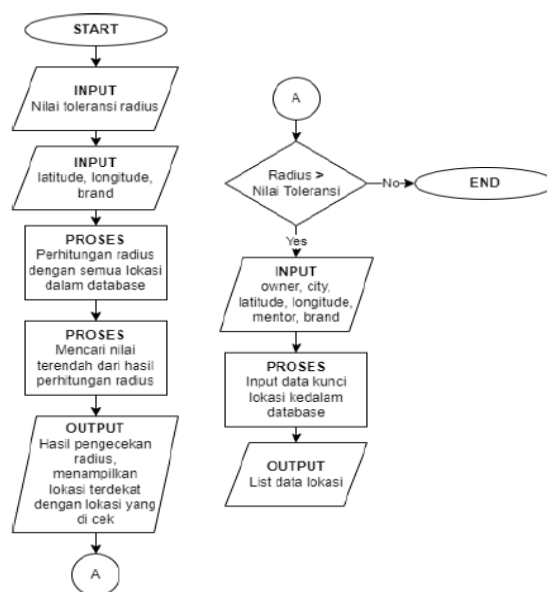 START
INPUT
Nilai toleransi radius
INPUT
latitude, longitude,
brand
PROSES
Perhitungan radius
dengan semua lokasi
dalam database
PROSES
Mencari nilai
terendah dari hasil
perhitungan radius
OUTPUT
Hasil pengecekan
radius,
menampilkan
lokasi terdekat
dengan lokasi yang
di cek
A
A
Radius >
Nilai Toleransi
No
END
Yes
INPUT
owner, city,
latitude, longitude,
mentor, brand
PROSES
Input data kunci
lokasi kedalam
database
OUTPUT
List data lokasi